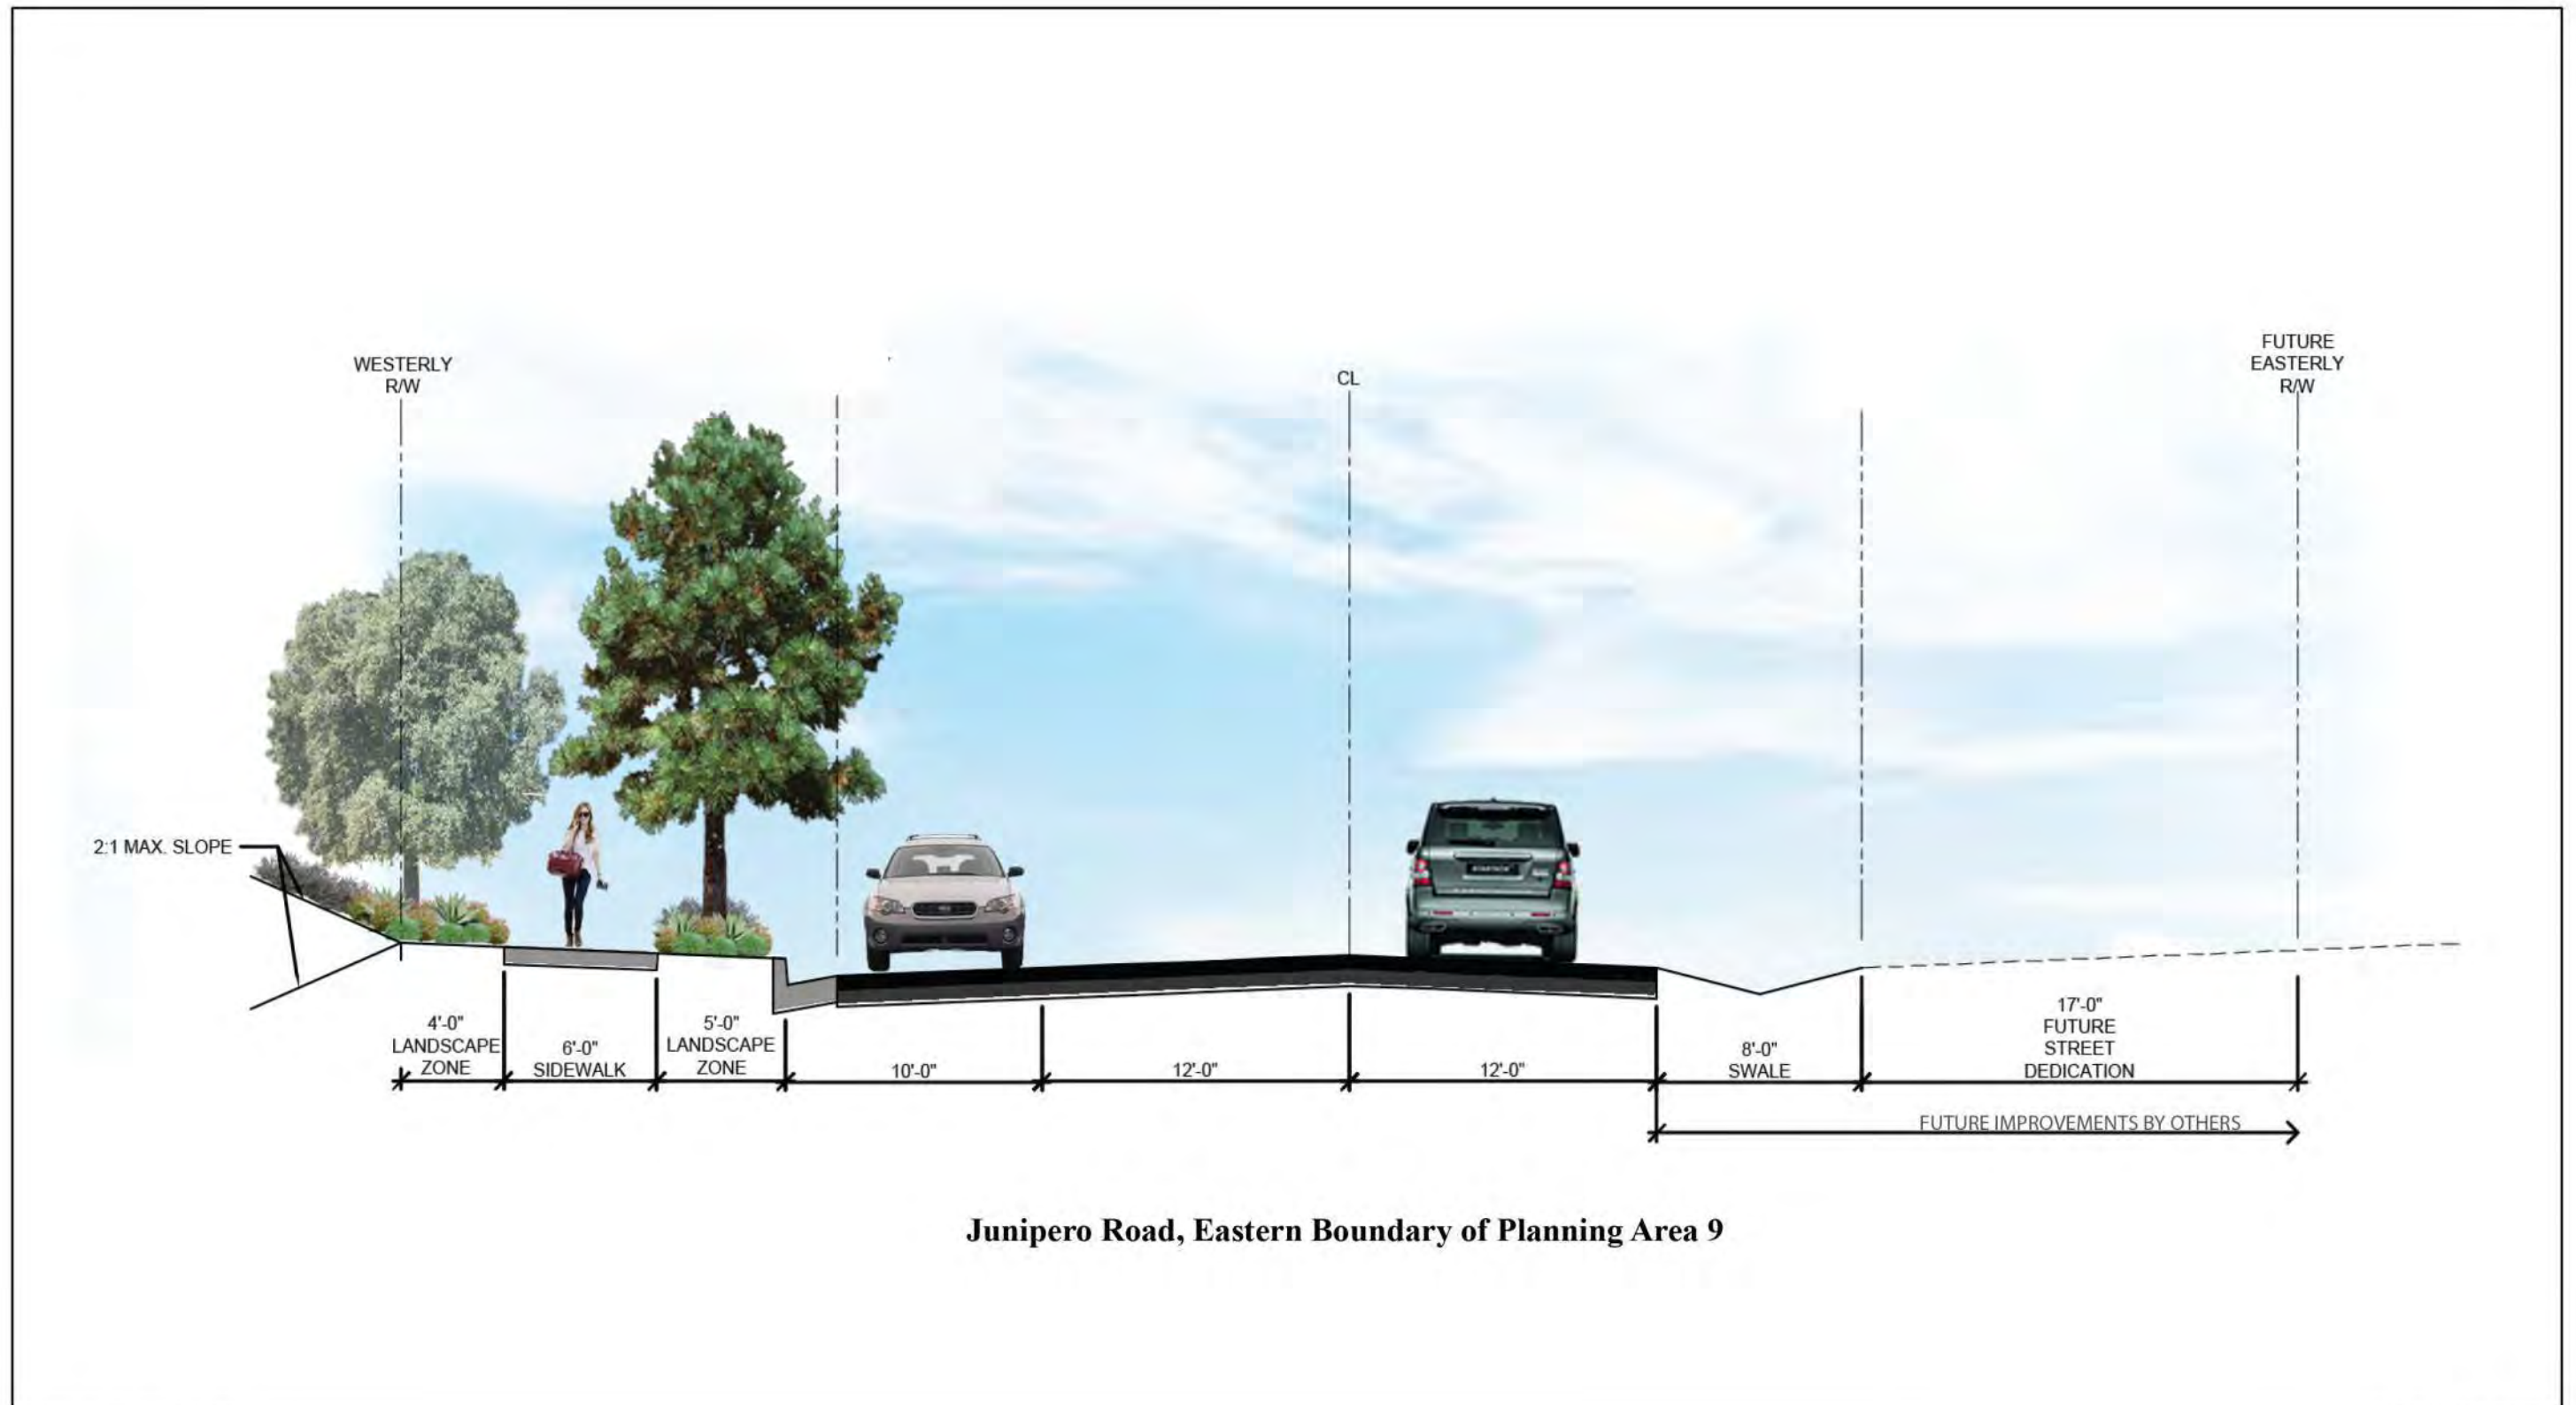 WESTERLY
R/W
CL
FUTURE
EASTERLY
R/W
2:1 MAX. SLOPE
4'-0"
LANDSCAPE
ZONE
6'-0"
SIDEWALK
5'-0"
LANDSCAPE
ZONE
10'-0"
12'-0"
12'-0"
8'-0"
SWALE
17'-0"
FUTURE
STREET
DEDICATION
FUTURE IMPROVEMENTS BY OTHERS
Junipero Road, Eastern Boundary of Planning Area 9